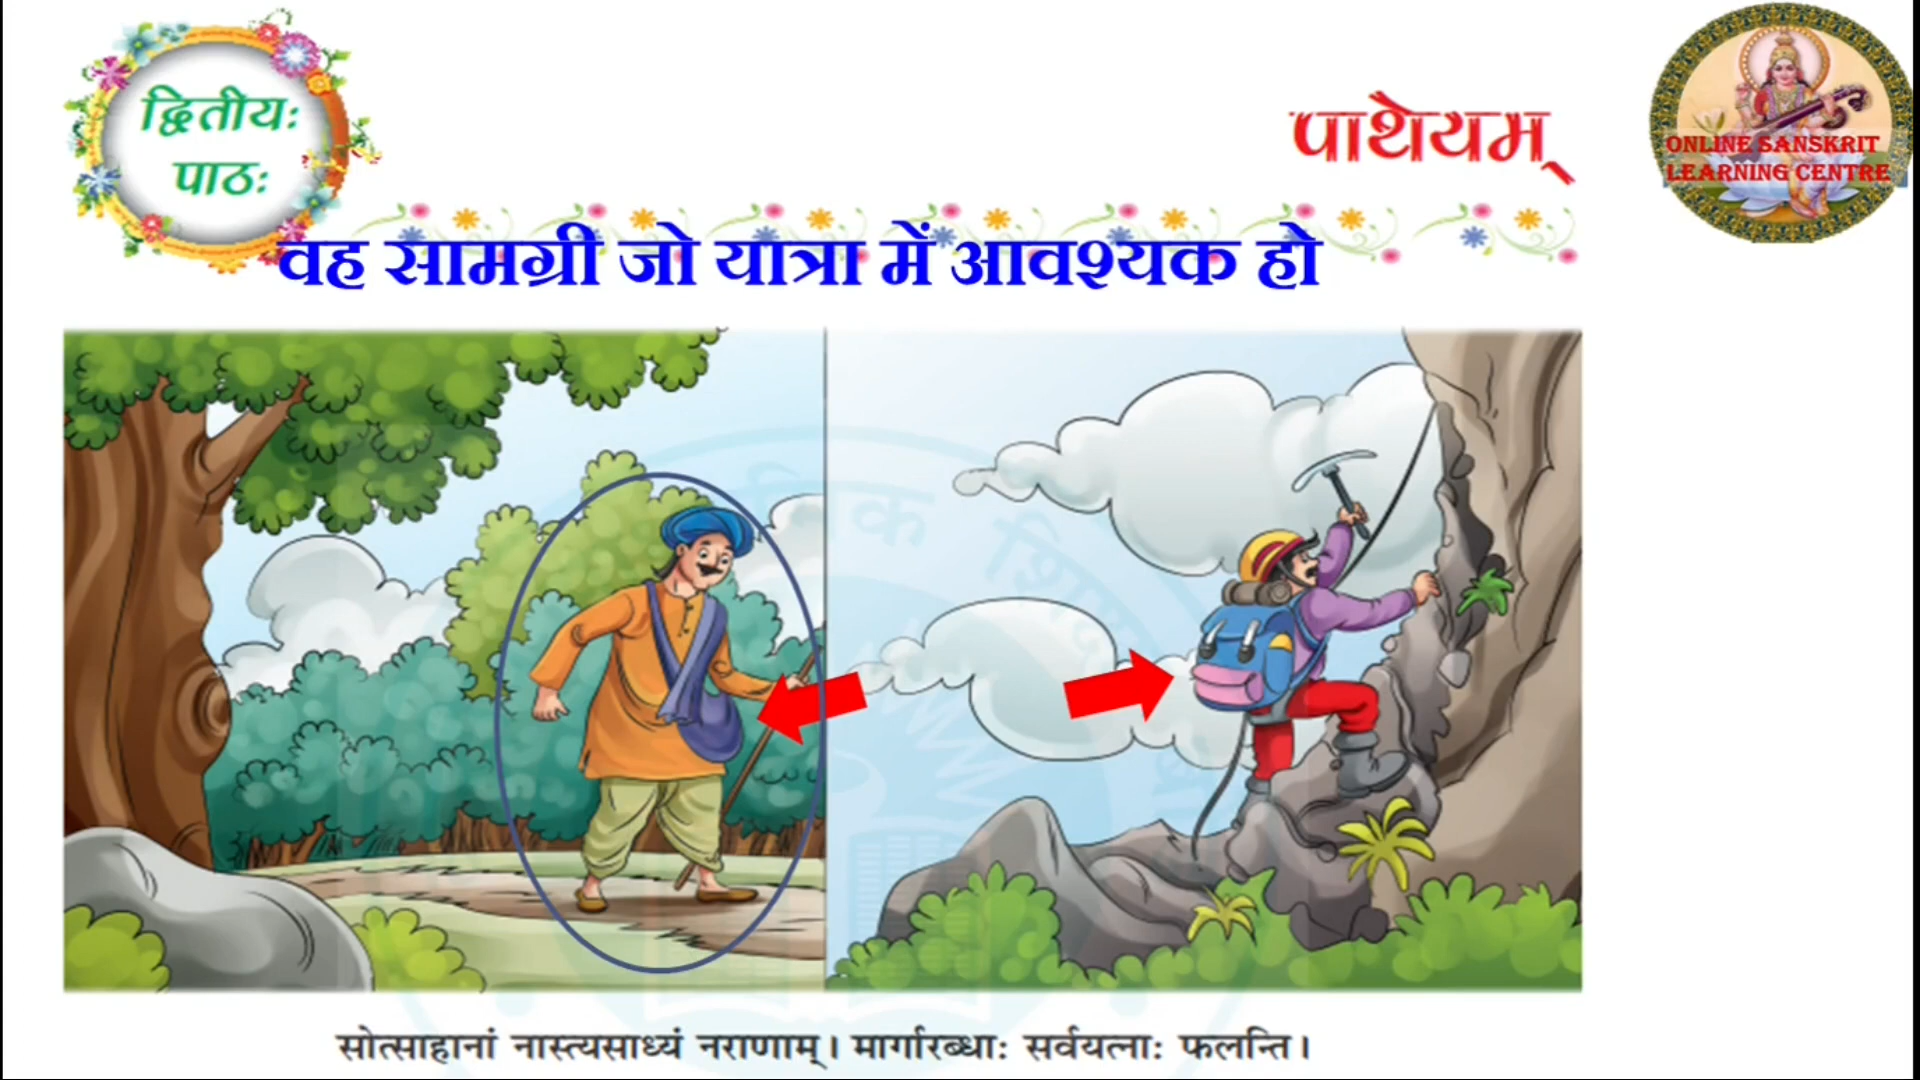 द्वितीयः
पाठः
पाथेयम्
ONLINE SANSKRIT
LEARNING CENTRE
वह सामग्री जो यात्रा में आवश्यक हो
सोत्साहानां नास्त्यसाध्यं नराणाम्। मार्गारब्धाः सर्वयत्नाः फलन्ति।